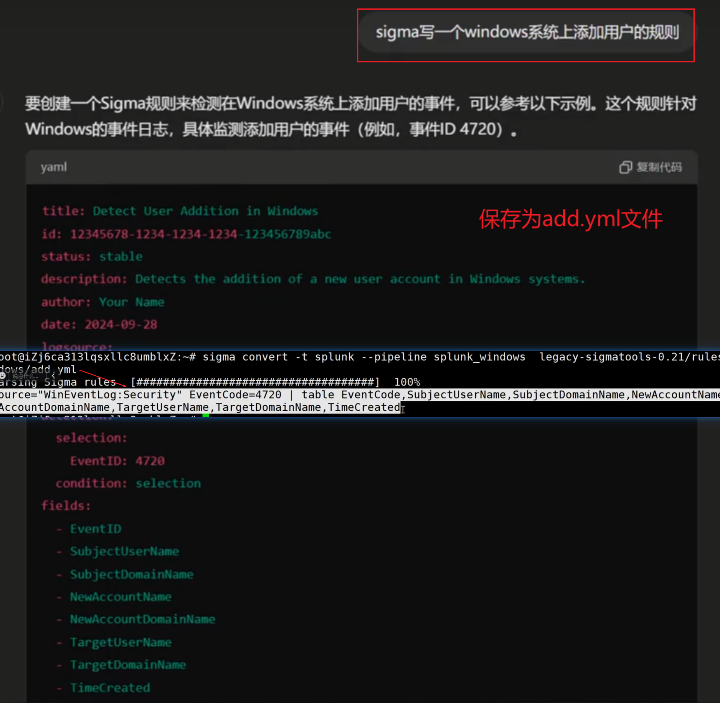 sigma写一个windows系统上添加用户的规则
要创建一个Sigma规则来检测在Windows系统上添加用户的事件，可以参考以下示例。这个规则针对
Windows的事件日志，具体监测添加用户的事件（例如，事件ID 4720）。
yaml
复制代码
title: Detect User Addition in Windows
保存为add.yml文件
id: 12345678-1234-1234-1234-123456789abc
status: stable
description: Detects the addition of a new user account in Windows systems.
author: Your Name
date: 2024-09-28
logsource:
oot@iZj6ca313lqsxllc8umblxZ:~# sigma convert -t splunk --pipeline splunk_windows legacy-sigmatools-0.21/rules
dows/add.yml
arsing Sigma rules [####################################] 100%
ource="WinEventLog:Security" EventCode=4720 | table EventCode,SubjectUserName,SubjectDomainName,NewAccountName
AccountDomainName,TargetUserName,TargetDomainName,TimeCreated
selection:
EventID: 4720
condition: selection
fields:
- EventID
- SubjectUserName
- SubjectDomainName
- NewAccountName
- NewAccountDomainName
- TargetUserName
- TargetDomainName
- TimeCreated